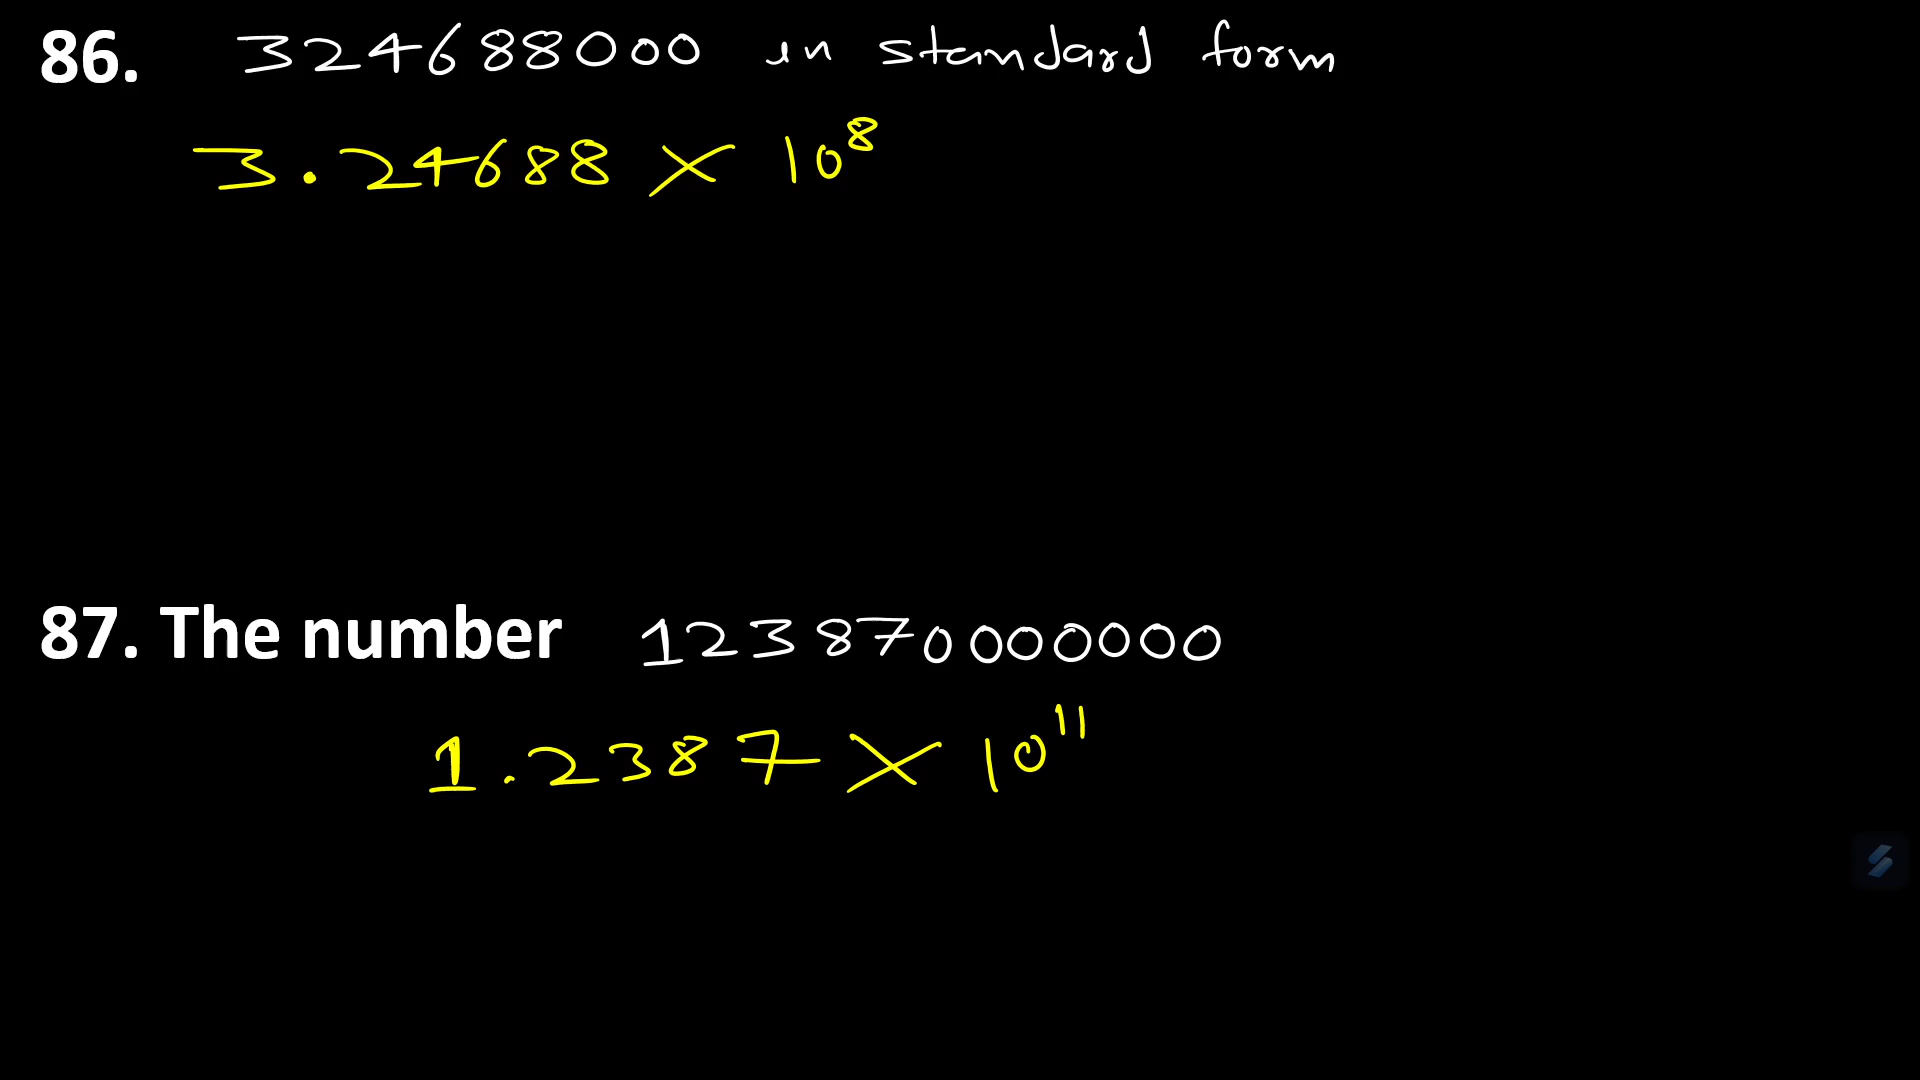 86. 324688000 in standard form
3.24688 × 10⁸
87. The number 123870000000
1.2387 × 10¹¹